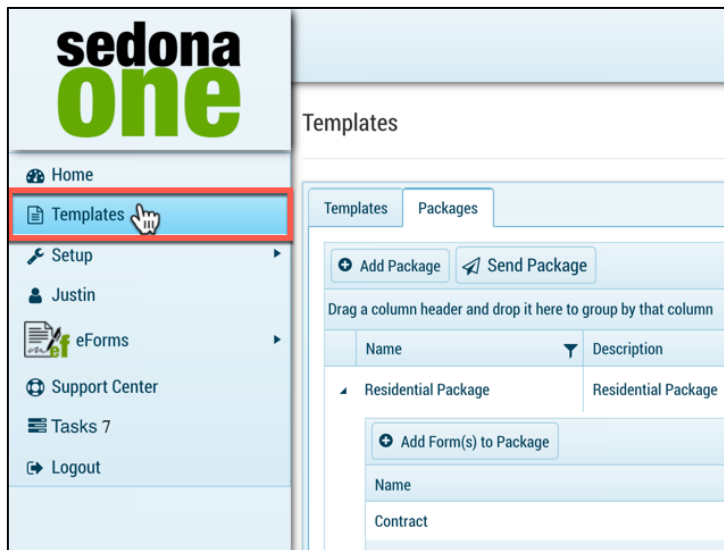 sedona
one
Templates
Home
Templates
Setup
Justin
eForms
Support Center
Tasks 7
Logout
Templates
Packages
Add Package
Send Package
Drag a column header and drop it here to group by that column
Name
Description
Residential Package
Residential Package
Add Form(s) to Package
Name
Contract